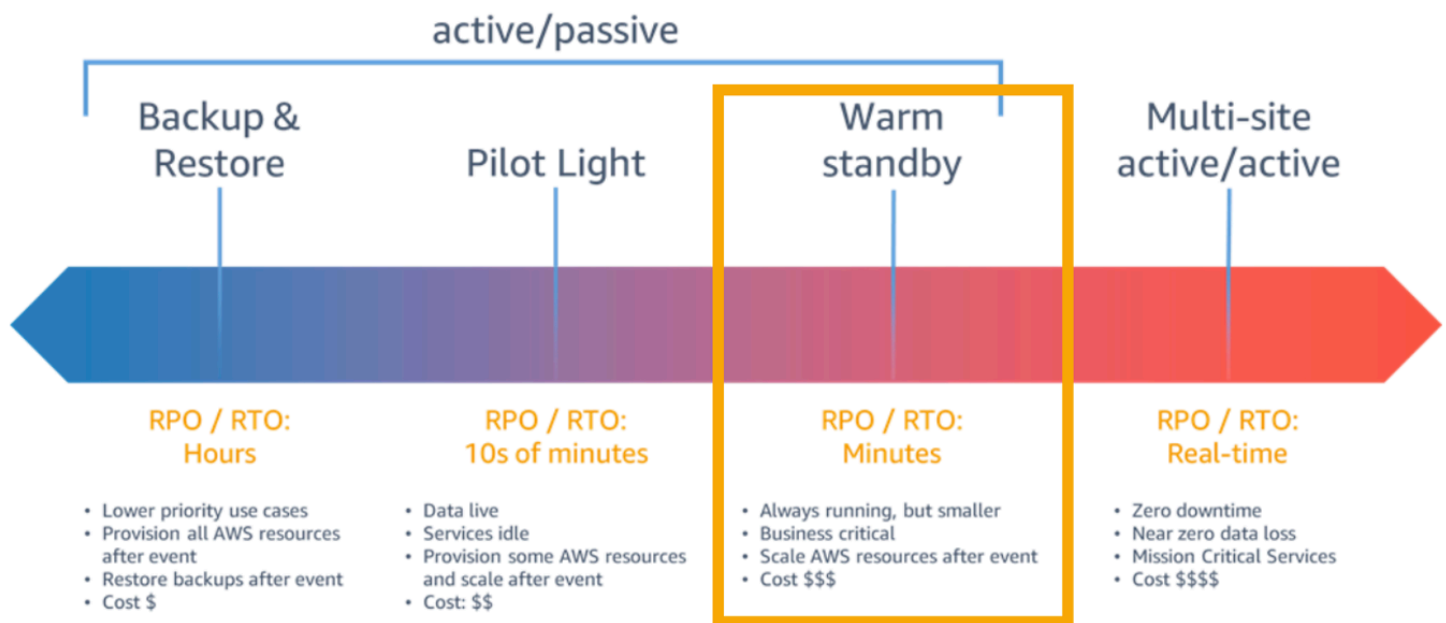 active/passive
Backup &
Restore
Pilot Light
Warm
standby
Multi-site
active/active
RPO / RTO:
Hours
RPO / RTO:
10s of minutes
RPO / RTO:
Minutes
RPO / RTO:
Real-time
• Lower priority use cases
• Provision all AWS resources
after event
• Restore backups after event
• Cost $
• Data live
• Services idle
• Provision some AWS resources
and scale after event
• Cost: $$
• Always running, but smaller
• Business critical
• Scale AWS resources after event
• Cost $$$
• Zero downtime
• Near zero data loss
• Mission Critical Services
• Cost $$$$